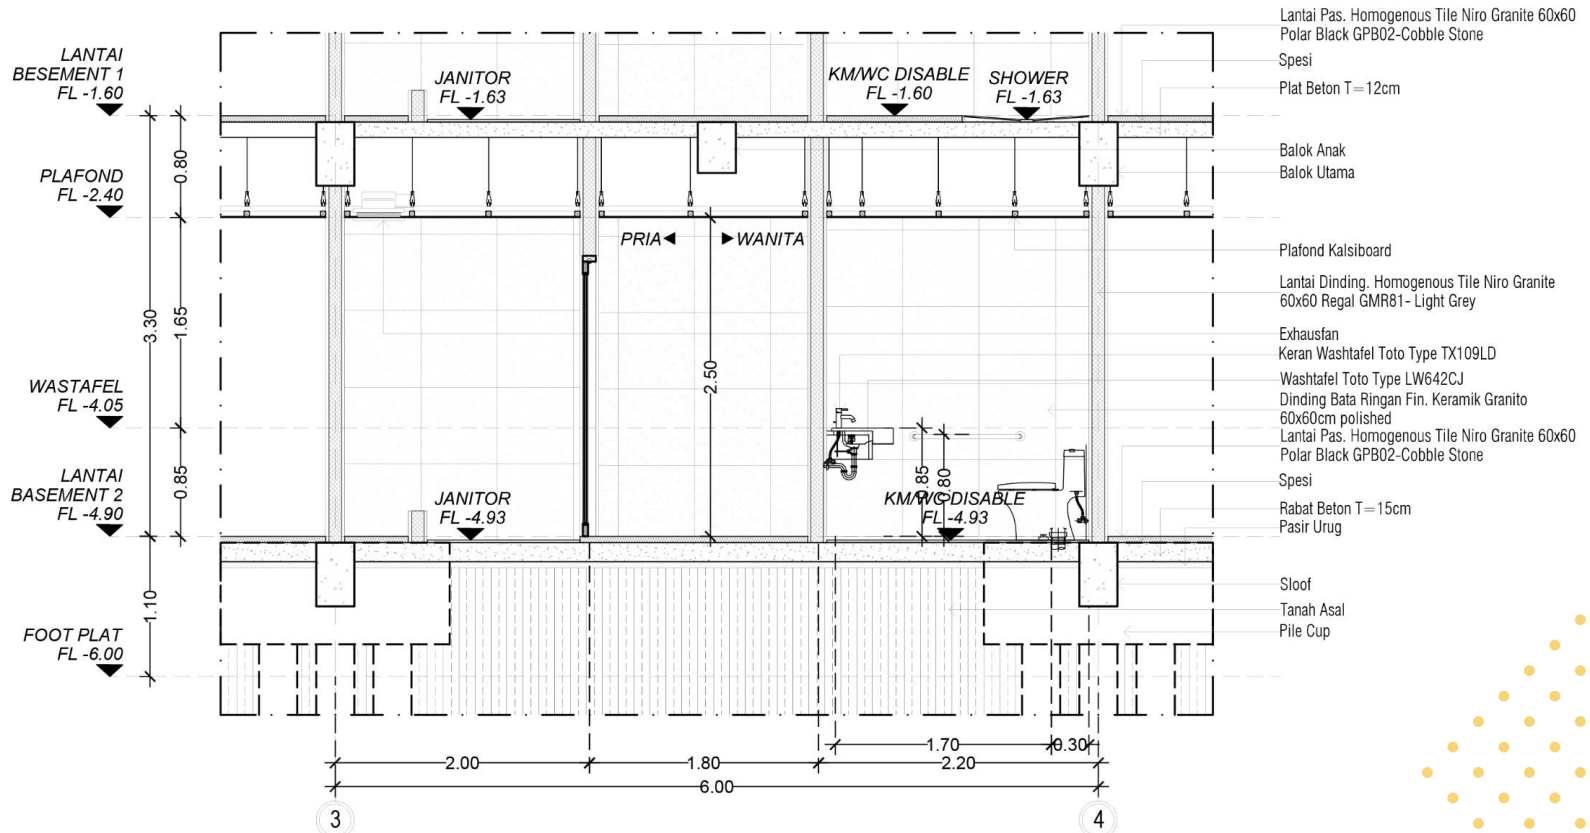 LANTAI
BESEMENT 1
FL -1.60
PLAFOND
FL -2.40
WASTAFEL
FL -4.05
LANTAI
BASEMENT 2
FL -4.90
FOOT PLAT
FL -6.00
3.30
1.10
0.80
1.65
0.85
JANITOR
FL -1.63
KM/WC DISABLE
FL -1.60
SHOWER
FL -1.63
PRIA
WANITA
2.50
JANITOR
FL -4.93
0.85
0.80
KM/WC DISABLE
FL -4.93
1.70
0.30
2.00
1.80
2.20
6.00
3
4
Lantai Pas. Homogenous Tile Niro Granite 60x60
Polar Black GPB02-Cobble Stone
Spesi
Plat Beton T=12cm
Balok Anak
Balok Utama
Plafond Kalsiboard
Lantai Dinding. Homogenous Tile Niro Granite
60x60 Regal GMR81- Light Grey
Exhausfan
Keran Washtafel Toto Type TX109LD
Washtafel Toto Type LW642CJ
Dinding Bata Ringan Fin. Keramik Granito
60x60cm polished
Lantai Pas. Homogenous Tile Niro Granite 60x60
Polar Black GPB02-Cobble Stone
Spesi
Rabat Beton T=15cm
Pasir Urug
Sloof
Tanah Asal
Pile Cup